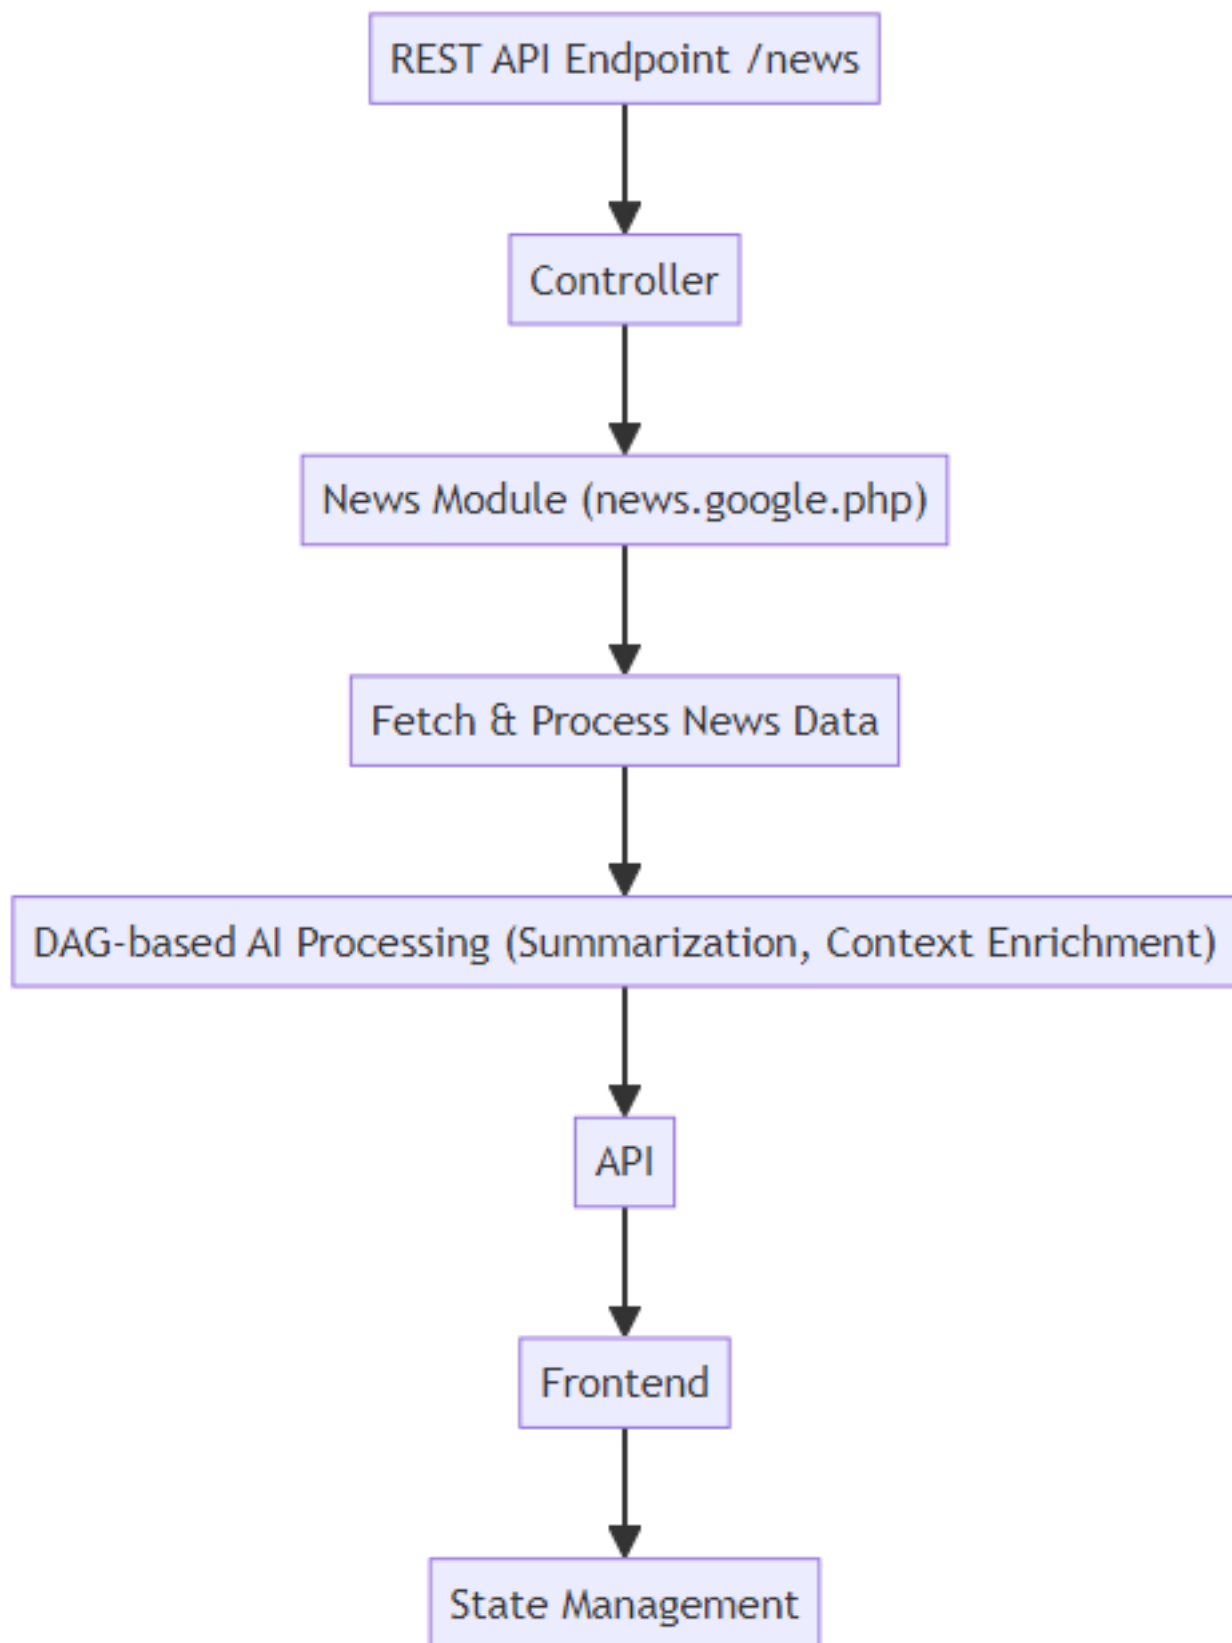 REST API Endpoint /news
Controller
News Module (news.google.php)
Fetch & Process News Data
DAG-based AI Processing (Summarization, Context Enrichment)
API
Frontend
State Management